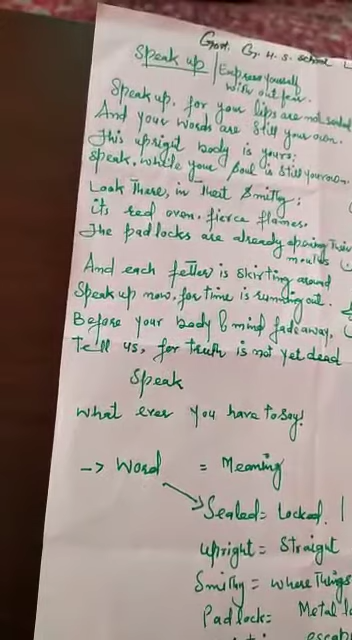 Govt. G. H. S. school
Speak up / Express yourself
with out fear.
Speak up, for your lips are not sealed
And your words are still your own.
This upright body is yours;
speak, while your soul is still your own.
Look There, in That Smithy;
its red oven, fierce flames,
The padlocks are already opening Their
moulds
And each fetter is skirting around
Speak up now, for time is running out.
Before your body & mind fade away,
Tell us, for truth is not yet dead
Speak
what ever you have to say!
-> Word = Meaning
Sealed = Locked. |
upright = Straight
Smithy = where Things
Padlock = Metal